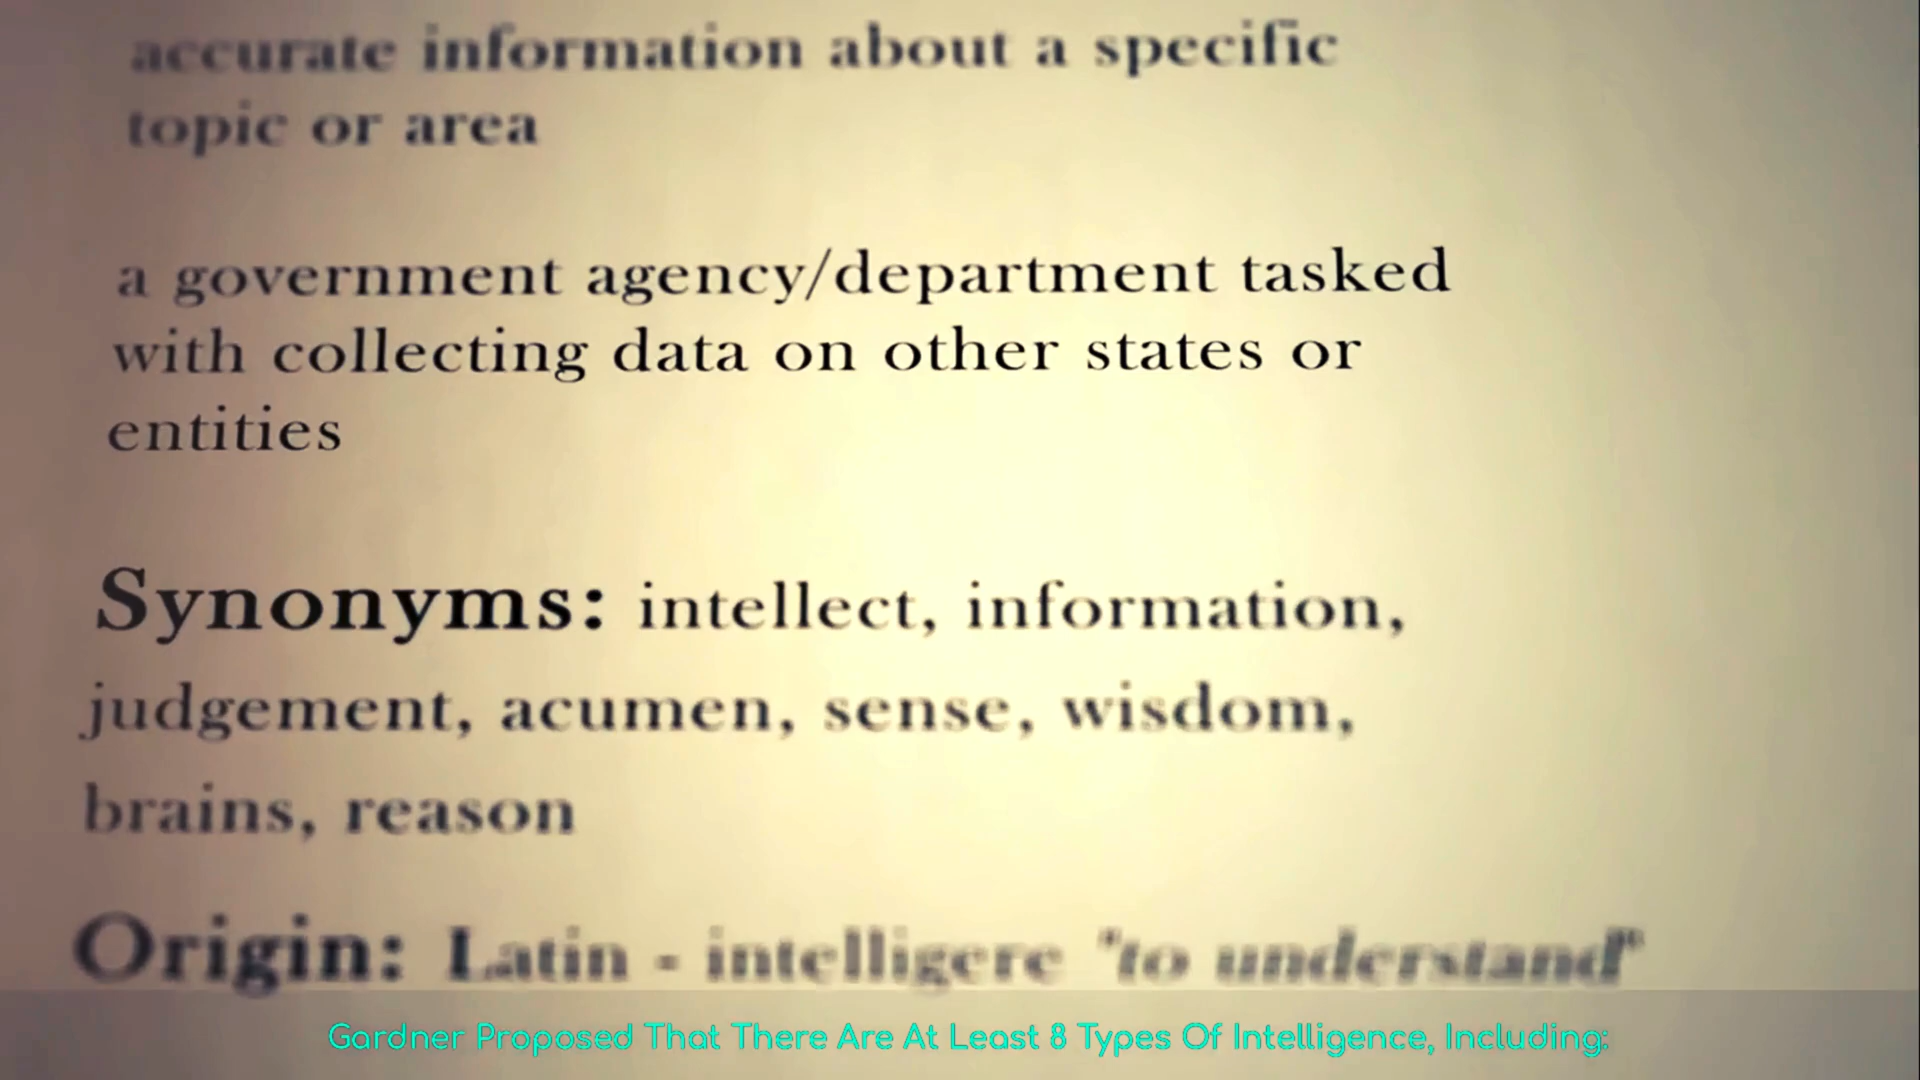 accurate information about a specific
topic or area
a government agency/department tasked
with collecting data on other states or
entities
Synonyms: intellect, information,
judgement, acumen, sense, wisdom,
brains, reason
Origin: Latin - intelligere "to understand"
Gardner Proposed That There Are At Least 8 Types Of Intelligence, Including: